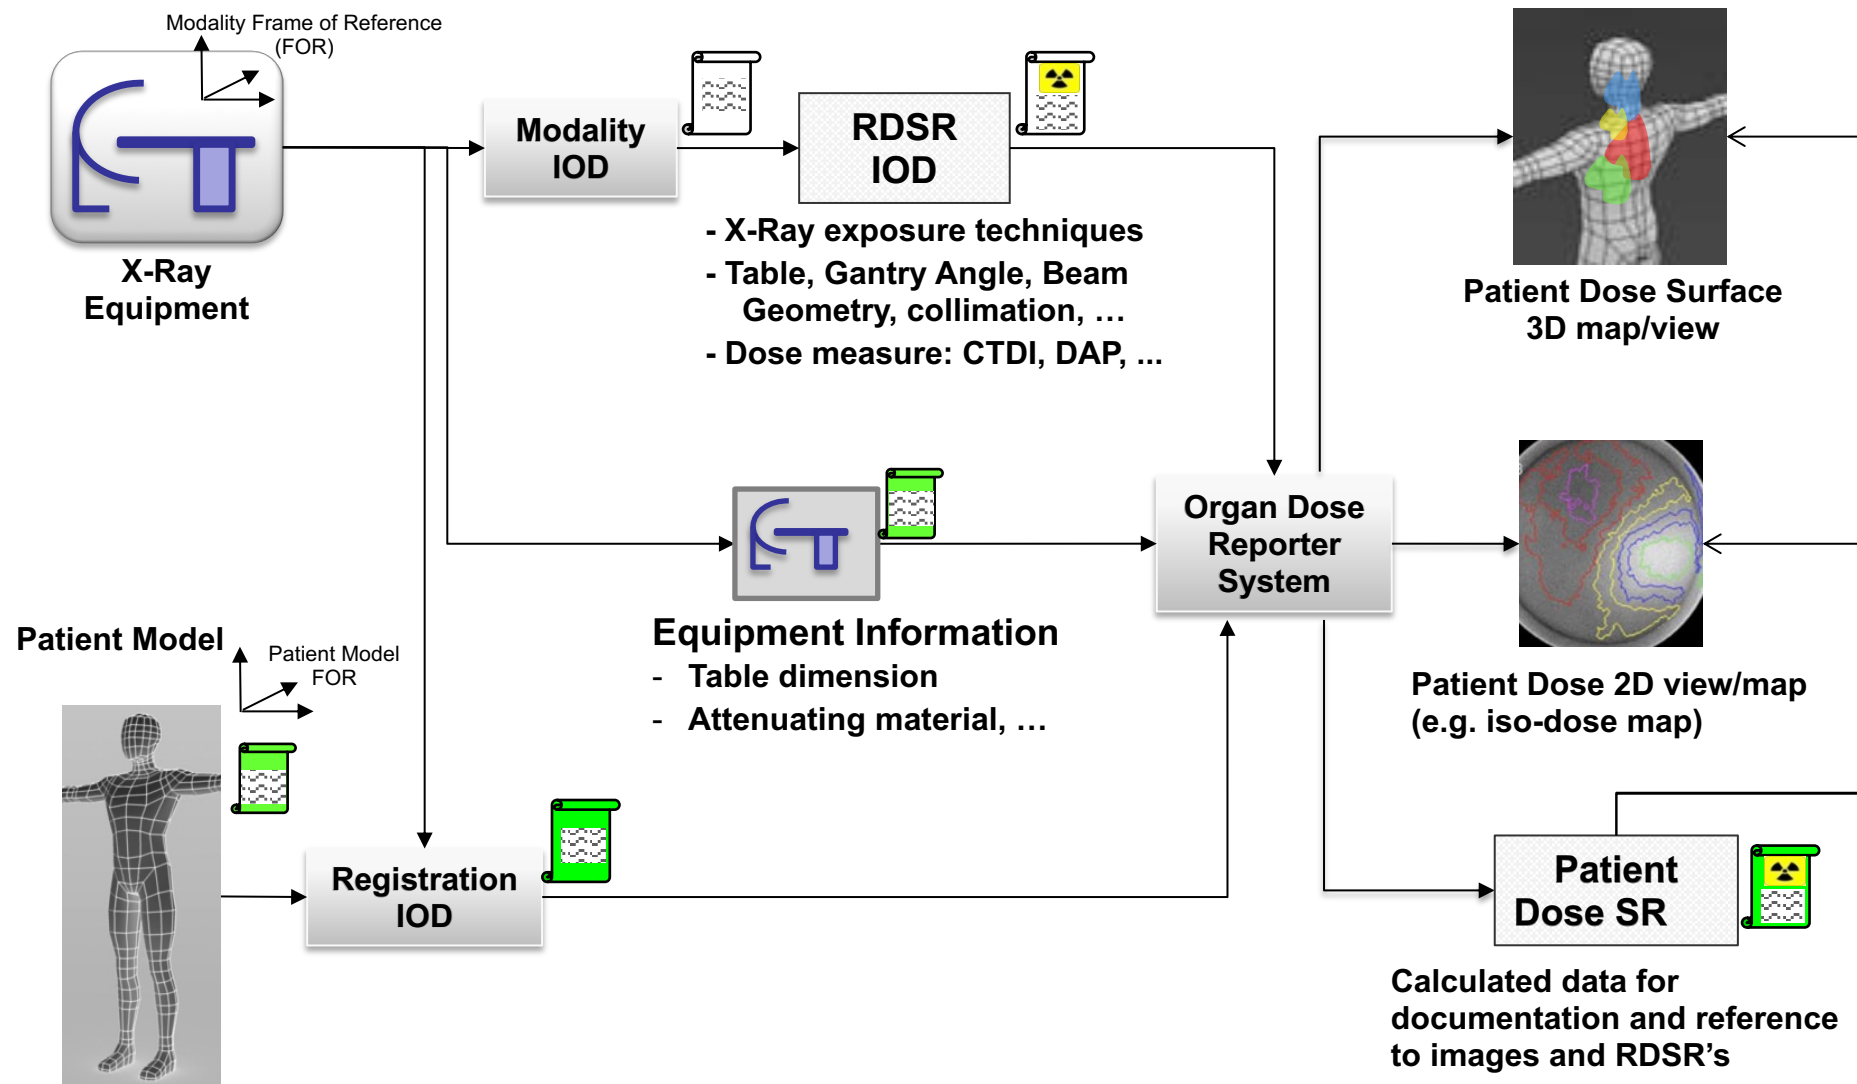 Modality Frame of Reference
(FOR)
X-Ray
Equipment
Modality
IOD
RDSR
IOD
- X-Ray exposure techniques
- Table, Gantry Angle, Beam
Geometry, collimation, …
- Dose measure: CTDI, DAP, ...
Patient Dose Surface
3D map/view
Organ Dose
Reporter
System
Equipment Information
- Table dimension
- Attenuating material, …
Patient Dose 2D view/map
(e.g. iso-dose map)
Patient Model
Patient Model
FOR
Registration
IOD
Patient
Dose SR
Calculated data for
documentation and reference
to images and RDSR’s